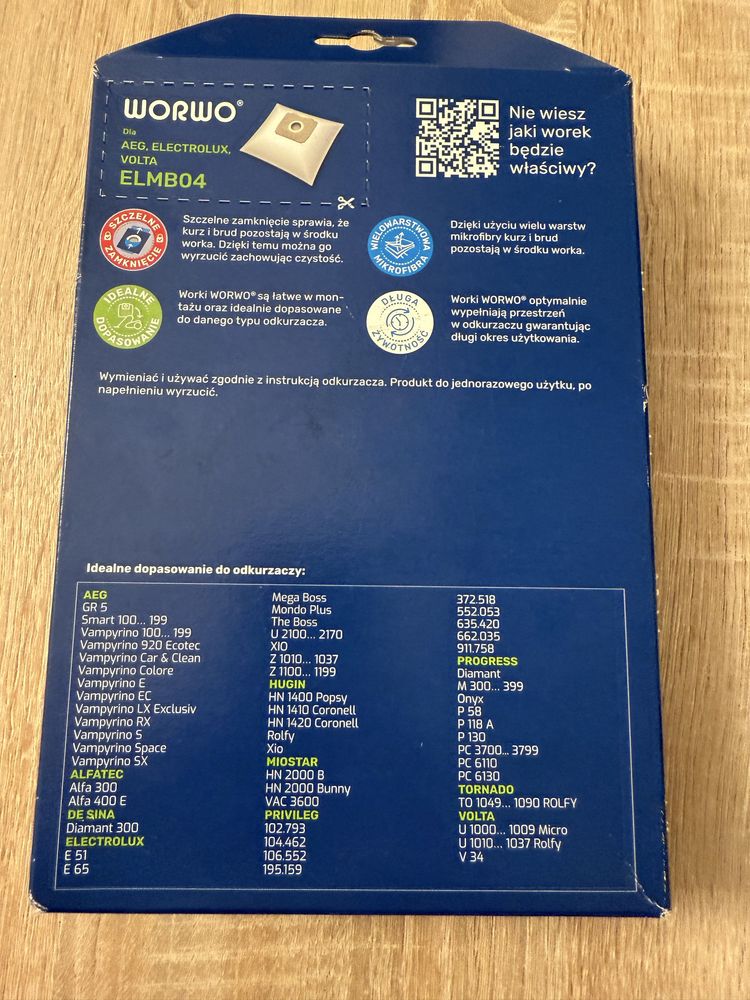 WORWO®
Dla
AEG, ELECTROLUX,
VOLTA
ELMB04
Nie wiesz
jaki worek
będzie
właściwy?
SZCZELNE
ZAMKNIĘCIE
Szczelne zamknięcie sprawia, że
kurz i brud pozostają w środku
worka. Dzięki temu można go
wyrzucić zachowując czystość.
WIELOWARSTWOWA
MIKROFIBRA
Dzięki użyciu wielu warstw
mikrofibry kurz i brud
pozostają w środku worka.
IDEALNE
DOPASOWANIE
Worki WORWO® są łatwe w mon-
tażu oraz idealnie dopasowane
do danego typu odkurzacza.
DŁUGA
ŻYWOTNOŚĆ
Worki WORWO® optymalnie
wypełniają przestrzeń
w odkurzaczu gwarantując
długi okres użytkowania.
Wymieniać i używać zgodnie z instrukcją odkurzacza. Produkt do jednorazowego użytku, po
napełnieniu wyrzucić.
Idealne dopasowanie do odkurzaczy:
AEG
GR 5
Smart 100... 199
Vampyrino 100... 199
Vampyrino 920 Ecotec
Vampyrino Car & Clean
Vampyrino Colore
Vampyrino E
Vampyrino EC
Vampyrino LX Exclusiv
Vampyrino RX
Vampyrino S
Vampyrino Space
Vampyrino SX
ALFATEC
Alfa 300
Alfa 400 E
DE SINA
Diamant 300
ELECTROLUX
E 51
E 65
Mega Boss
Mondo Plus
The Boss
U 2100... 2170
XIO
Z 1010... 1037
Z 1100... 1199
HUGIN
HN 1400 Popsy
HN 1410 Coronell
HN 1420 Coronell
Rolfy
Xio
MIOSTAR
HN 2000 B
HN 2000 Bunny
VAC 3600
PRIVILEG
102.793
104.462
106.552
195.159
372.518
552.053
635.420
662.035
911.758
PROGRESS
Diamant
M 300... 399
Onyx
P 58
P 118 A
P 130
PC 3700... 3799
PC 6110
PC 6130
TORNADO
TO 1049... 1090 ROLFY
VOLTA
U 1000... 1009 Micro
U 1010... 1037 Rolfy
V 34